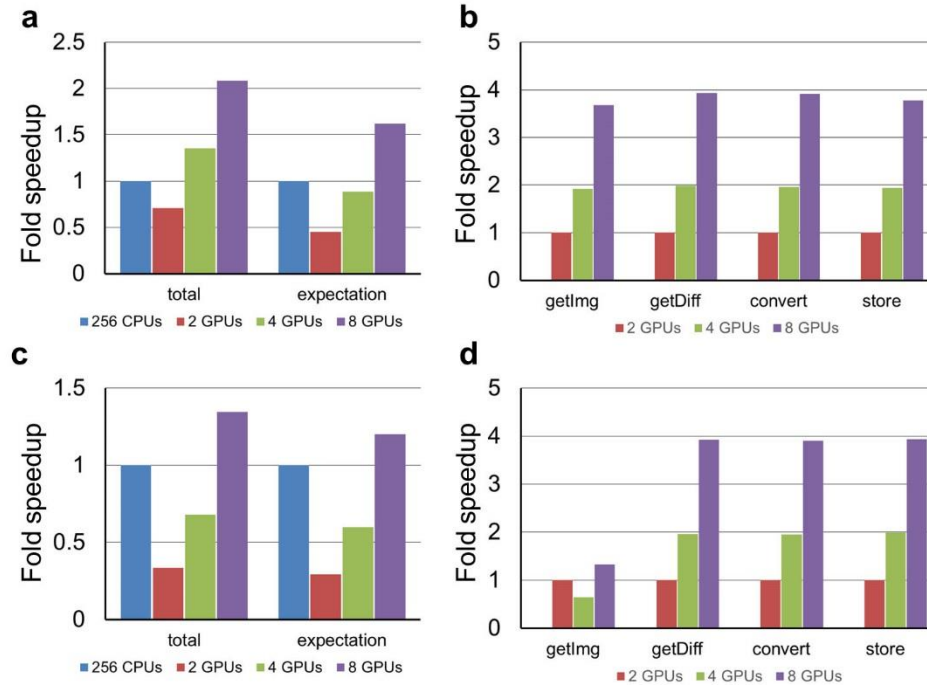 a
Fold speedup
2.5
2
1.5
1
0.5
0
total
expectation
256 CPUs 2 GPUs 4 GPUs 8 GPUs
b
Fold speedup
5
4
3
2
1
0
getImg
getDiff
convert
store
2 GPUs 4 GPUs 8 GPUs
c
Fold speedup
1.5
1
0.5
0
total
expectation
256 CPUs 2 GPUs 4 GPUs 8 GPUs
d
Fold speedup
5
4
3
2
1
0
getImg
getDiff
convert
store
2 GPUs 4 GPUs 8 GPUs